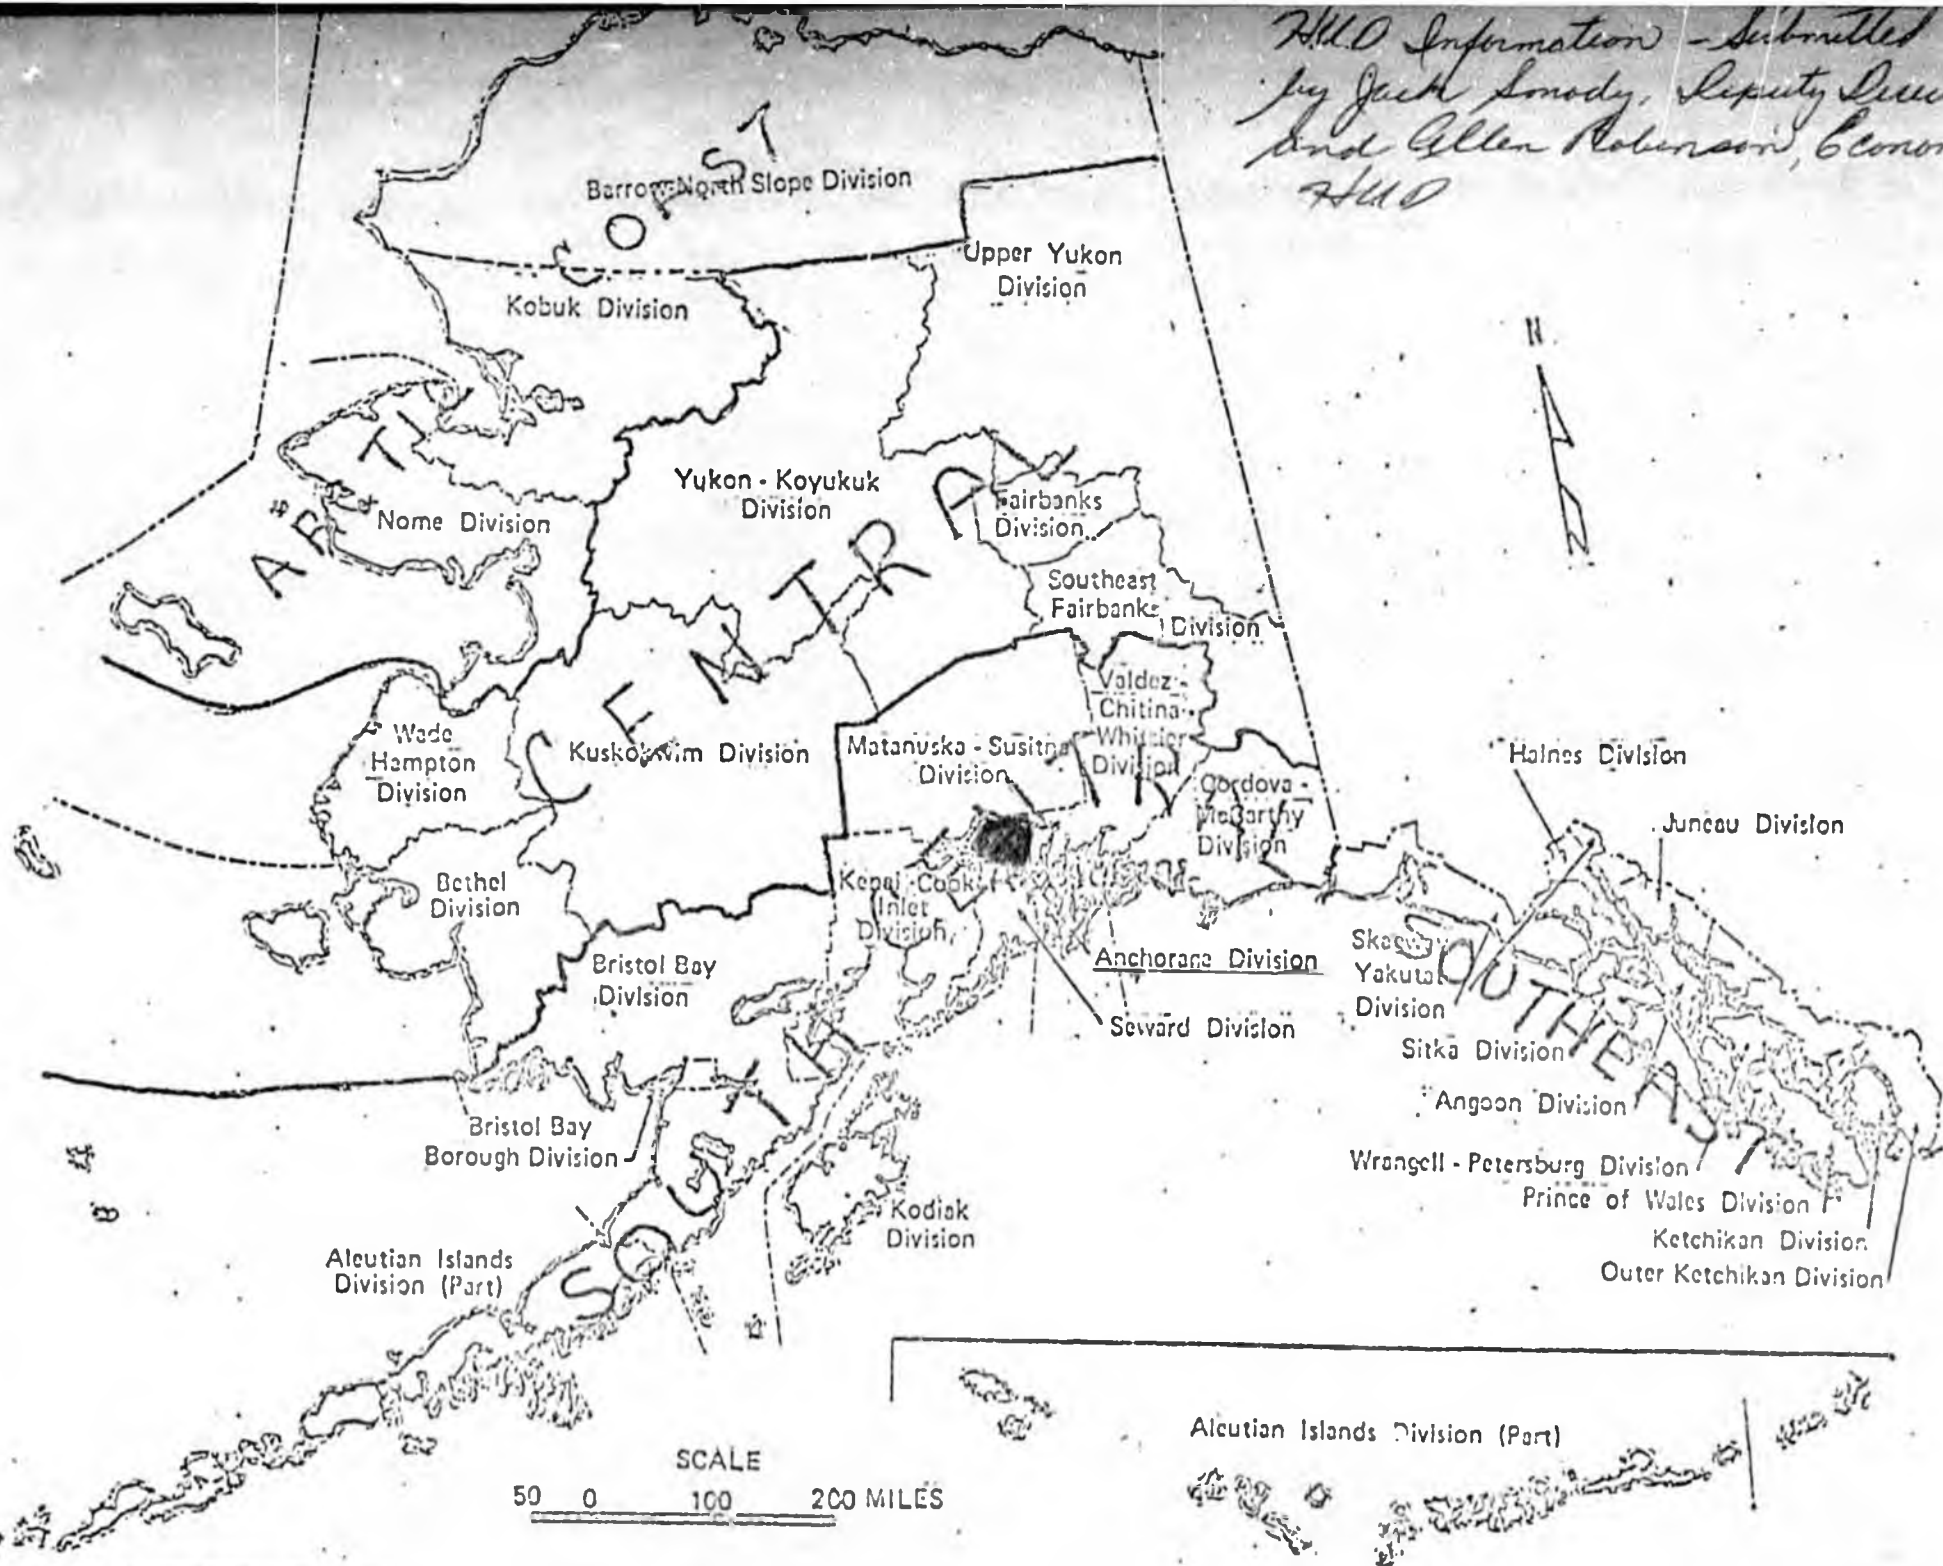 HUD Information - Submitted
by Jack Smody, Deputy
and Allen Robinson,
HUD
ARCTIC COAST
Barrow-North Slope Division
Upper Yukon
Division
Kobuk Division
N
CENTRAL
Yukon - Koyukuk
Division
Fairbanks
Division
Nome Division
Southeast
Fairbanks
Division
Valdez -
Chitina -
Whittier
Division
Wade
Hampton
Division
Kuskokwim Division
Matanuska - Susitna
Division
Haines Division
Cordova -
McCarthy
Division
Juneau Division
Bethel
Division
Kenai - Cook
Inlet
Division
Anchorage Division
Skagway
Yakutat
Division
SOUTHEAST
Bristol Bay
Division
Seward Division
Sitka Division
Angoon Division
Bristol Bay
Borough Division
Wrangell - Petersburg Division
Prince of Wales Division
Kodiak
Division
Ketchikan Division
Outer Ketchikan Division
Aleutian Islands
Division (Part)
SOUTH
Aleutian Islands Division (Part)
SCALE
50 0 100 200 MILES